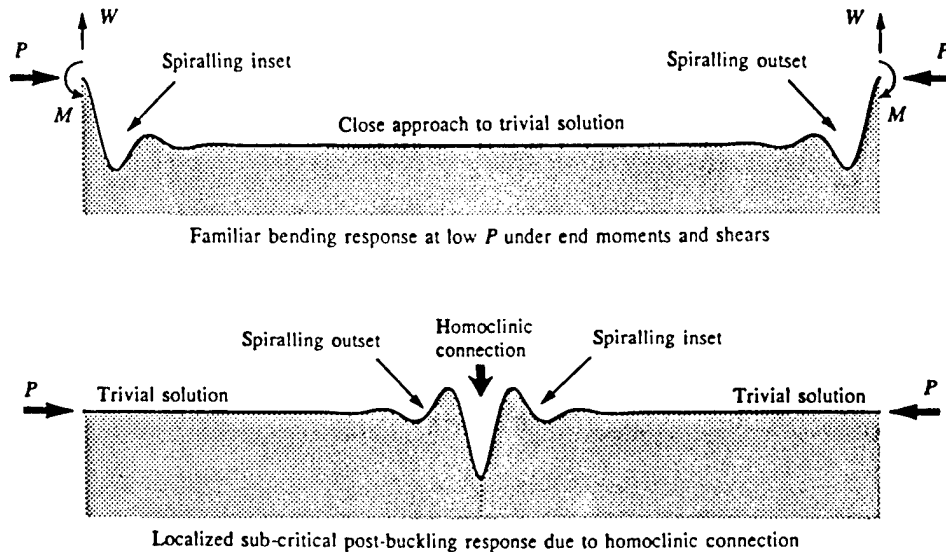 W
W
P
Spiralling inset
Spiralling outset
P
M
M
Close approach to trivial solution
Familiar bending response at low P under end moments and shears
Homoclinic
connection
Spiralling outset
Spiralling inset
P
Trivial solution
Trivial solution
P
Localized sub-critical post-buckling response due to homoclinic connection